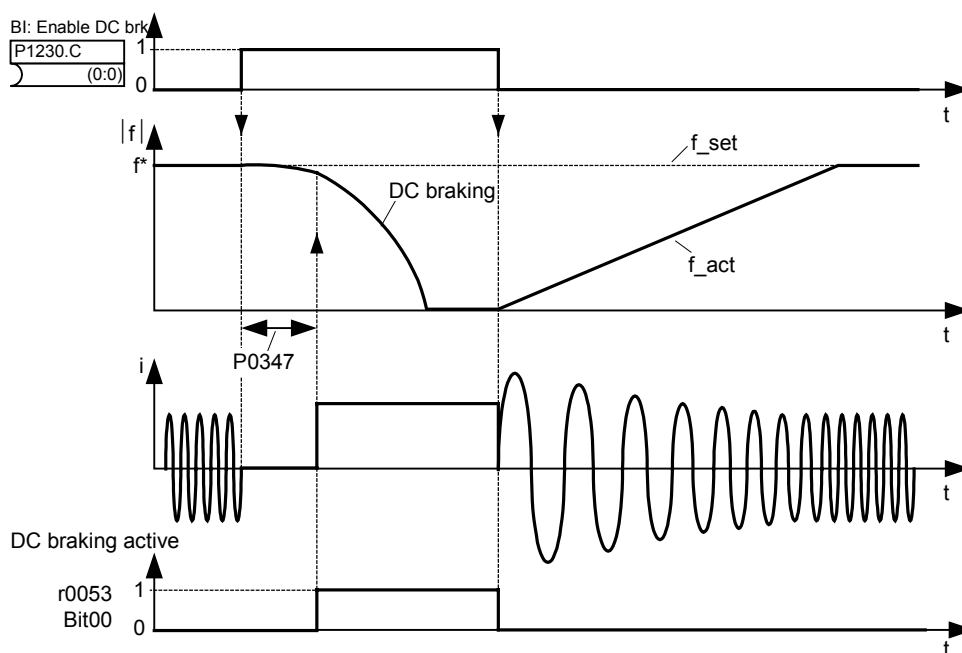 BI: Enable DC brk
P1230.C
(0:0)
1
0
t
|f|
f*
f_set
DC braking
f_act
t
P0347
i
t
DC braking active
r0053
Bit00
1
0
t